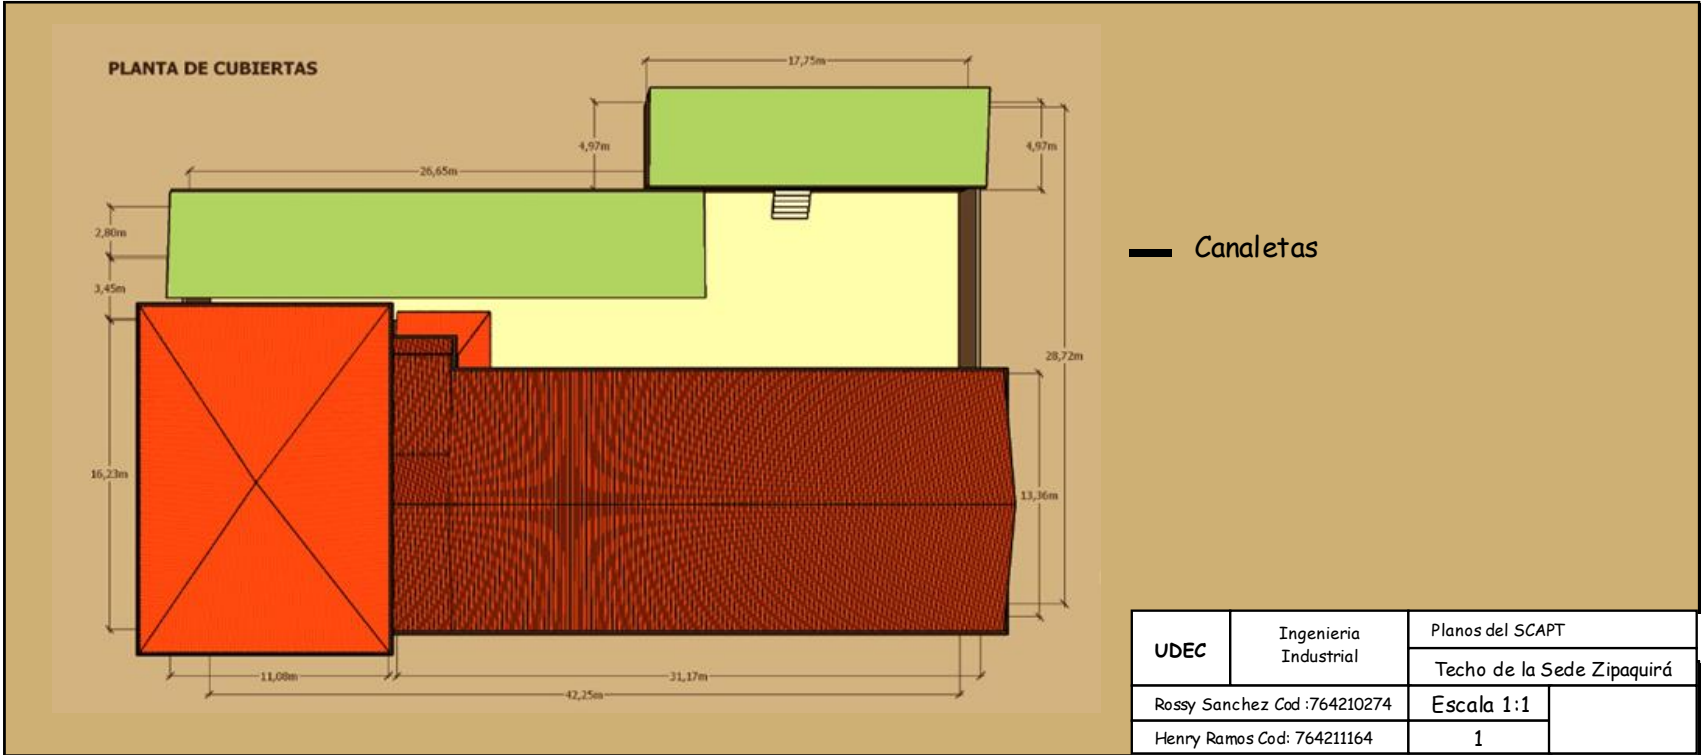 PLANTA DE CUBIERTAS
17,75m
4,97m
4,97m
26,65m
2,80m
3,45m
28,72m
16,23m
13,36m
11,08m
31,17m
42,25m
Canaletas
UDEC
Ingenieria
Industrial
Planos del SCAPT
Techo de la Sede Zipaquirá
Rossy Sanchez Cod :764210274
Escala 1:1
Henry Ramos Cod: 764211164
1